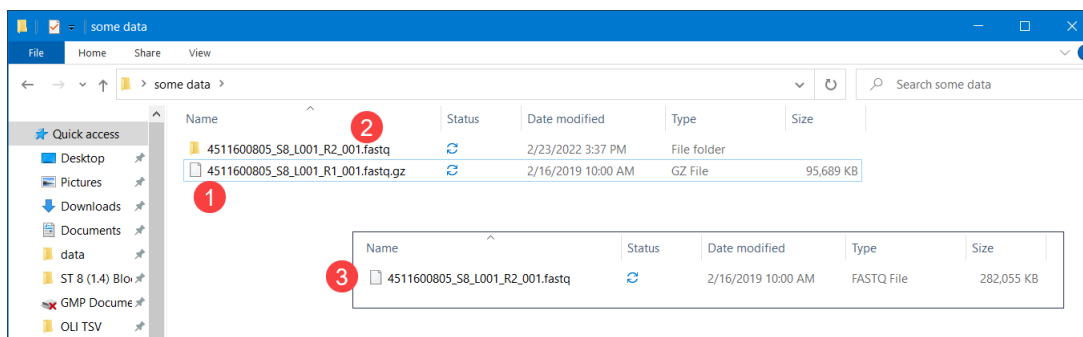 some data
File Home Share View
some data Search some data
Name Status Date modified Type Size
Quick access
2
4511600805_S8_L001_R2_001.fastq 2/23/2022 3:37 PM File folder
Desktop
4511600805_S8_L001_R1_001.fastq.gz 2/16/2019 10:00 AM GZ File 95,689 KB
Pictures
1
Downloads
Documents
Name Status Date modified Type Size
data
3 4511600805_S8_L001_R2_001.fastq 2/16/2019 10:00 AM FASTQ File 282,055 KB
ST 8 (1.4) Blo
GMP Docume
OLI TSV